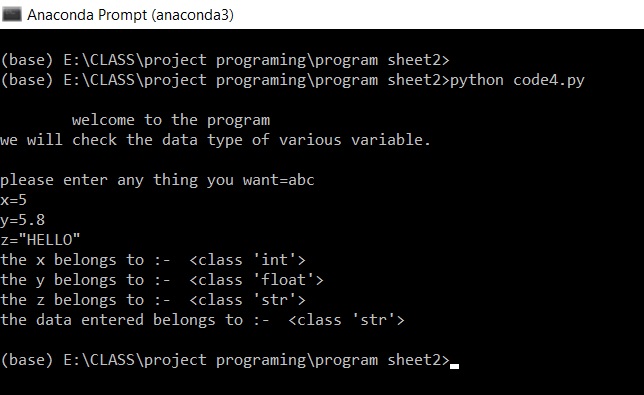 Anaconda Prompt (anaconda3)
(base) E:\CLASS\project programing\program sheet2>
(base) E:\CLASS\project programing\program sheet2>python code4.py
welcome to the program
we will check the data type of various variable.
please enter any thing you want=abc
x=5
y=5.8
z="HELLO"
the x belongs to :-  <class 'int'>
the y belongs to :-  <class 'float'>
the z belongs to :-  <class 'str'>
the data entered belongs to :-  <class 'str'>
(base) E:\CLASS\project programing\program sheet2>